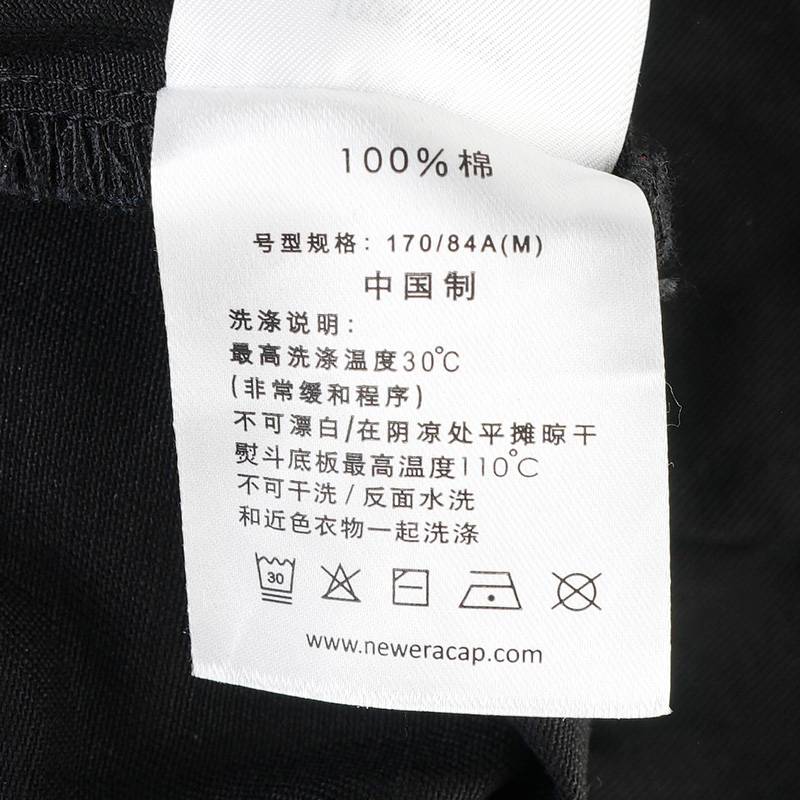 100%棉
号型规格：170/84A(M)
中国制
洗涤说明：
最高洗涤温度30℃
(非常缓和程序)
不可漂白/在阴凉处平摊晾干
熨斗底板最高温度110℃
不可干洗/反面水洗
和近色衣物一起洗涤
30
www.neweracap.com